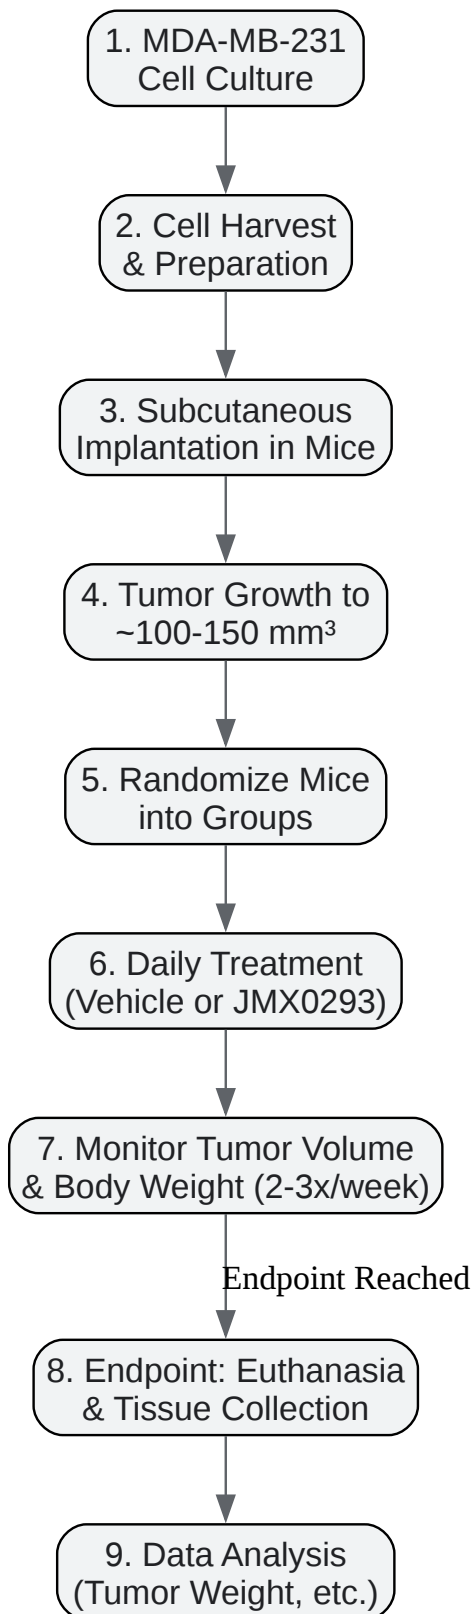 1. MDA-MB-231
Cell Culture
2. Cell Harvest
& Preparation
3. Subcutaneous
Implantation in Mice
4. Tumor Growth to
~100-150 mm³
5. Randomize Mice
into Groups
6. Daily Treatment
(Vehicle or JMX0293)
7. Monitor Tumor Volume
& Body Weight (2-3x/week)
Endpoint Reached
8. Endpoint: Euthanasia
& Tissue Collection
9. Data Analysis
(Tumor Weight, etc.)